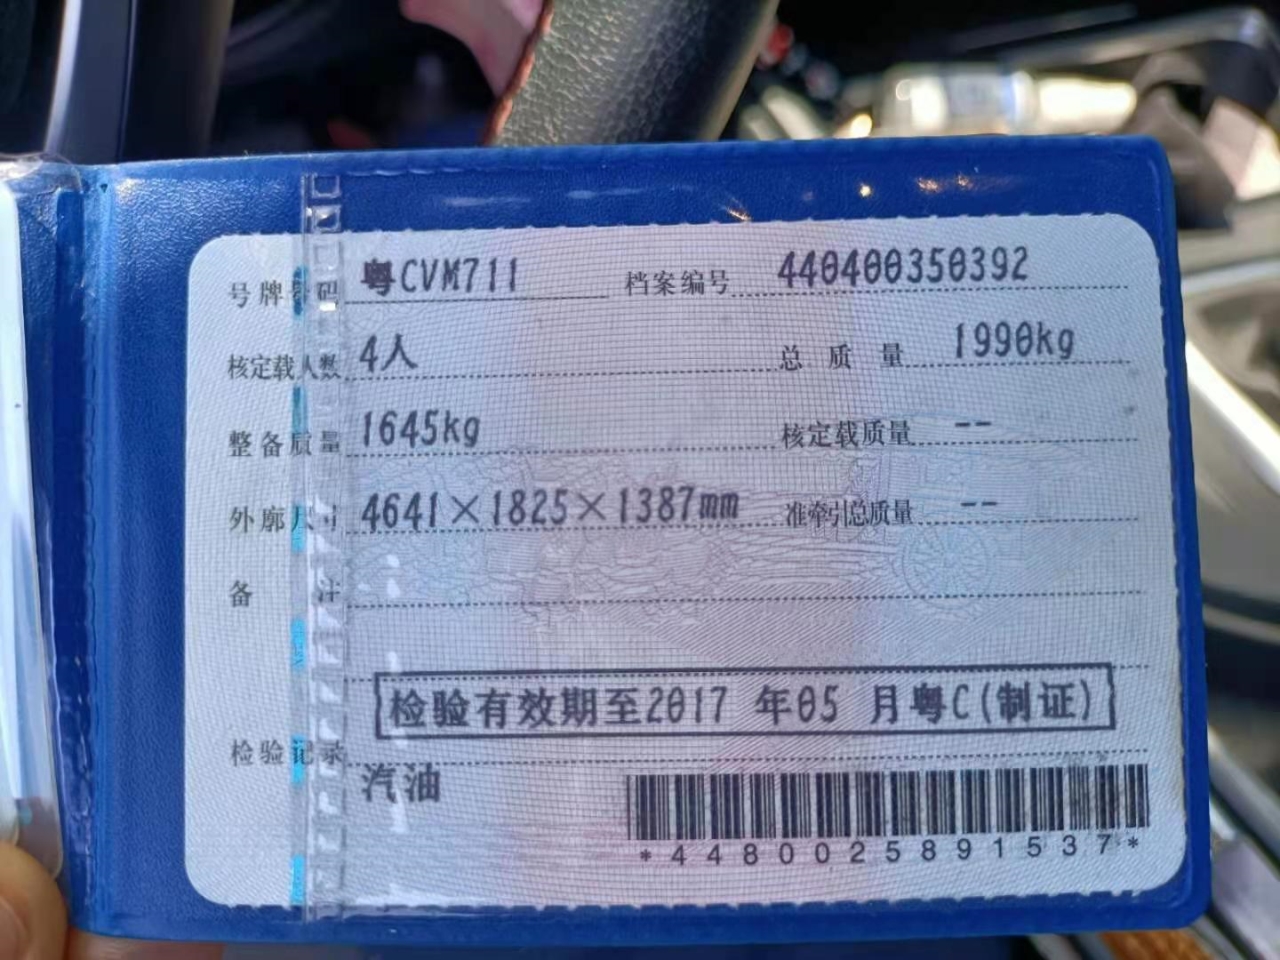 号牌号码 粤CVM711 档案编号 440400350392
核定载人数 4人 总质量 1990kg
整备质量 1645kg 核定载质量 --
外廓尺寸 4641×1825×1387mm 准牵引总质量 --
备注
检验有效期至2017 年05 月粤C(制证)
检验记录
汽油
*4480025891537*